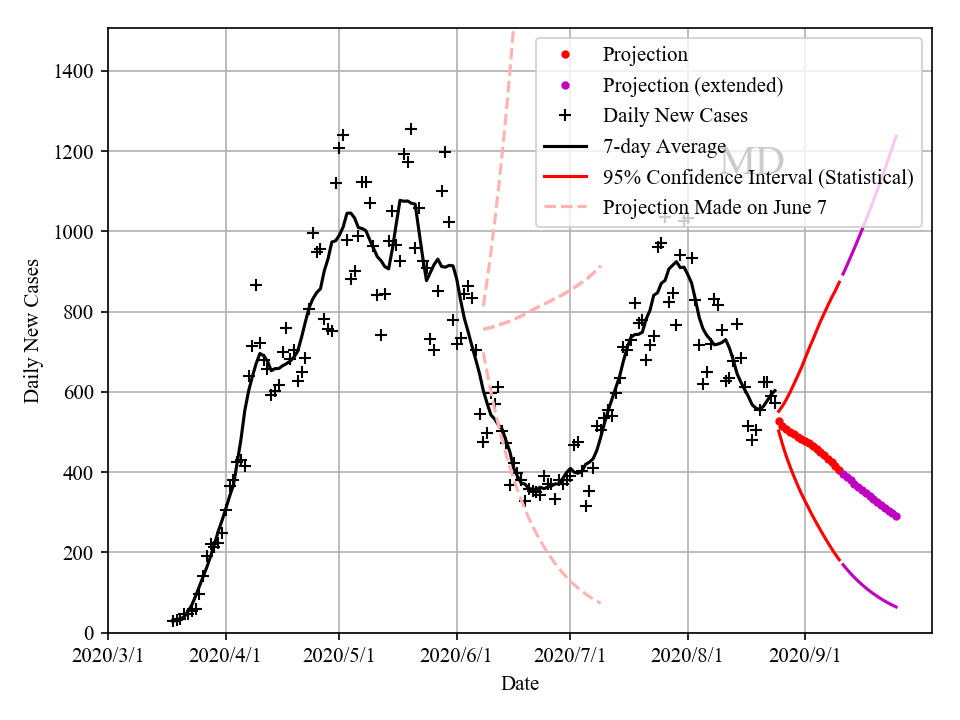 1400
1200
1000
800
600
400
200
0
Daily New Cases
2020/3/1 2020/4/1 2020/5/1 2020/6/1 2020/7/1 2020/8/1 2020/9/1
Date
Projection
Projection (extended)
Daily New Cases
7-day Average
95% Confidence Interval (Statistical)
Projection Made on June 7
MD